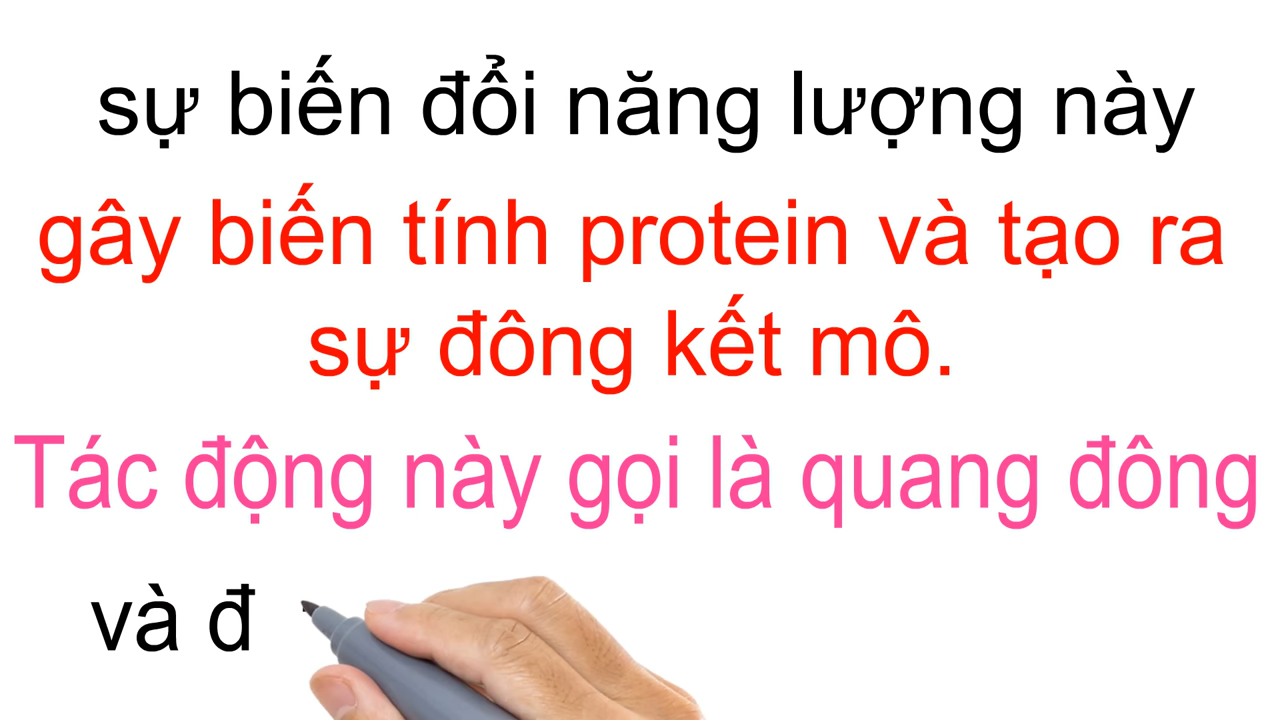 sự biến đổi năng lượng này
gây biến tính protein và tạo ra
sự đông kết mô.
Tác động này gọi là quang đông
và đ